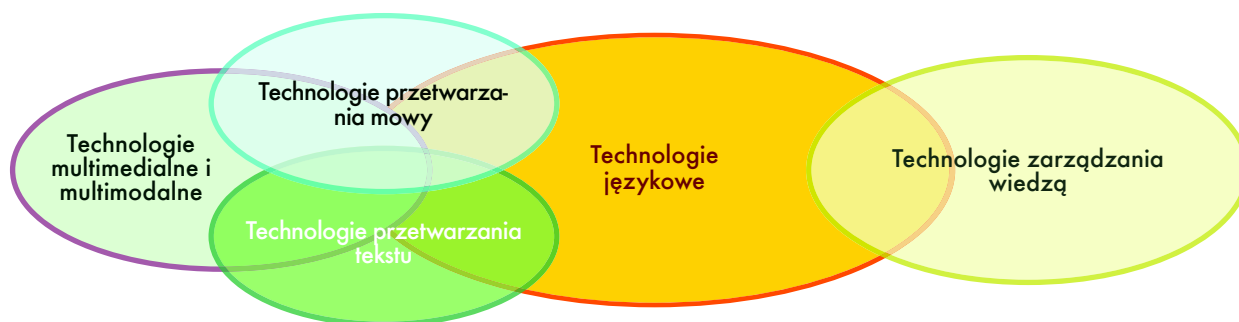 Technologie przetwarza-
nia mowy
Technologie
multimedialne i
multimodalne
Technologie przetwarzania
tekstu
Technologie
językowe
Technologie zarządzania
wiedzą